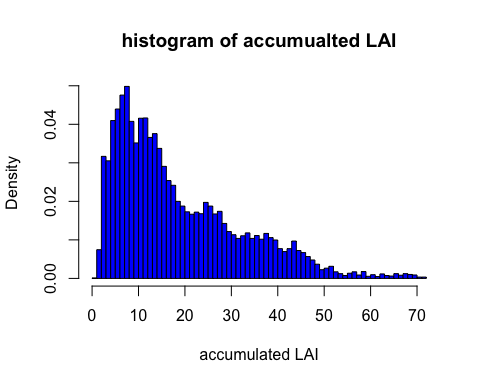 histogram of accumualted LAI
Density
0.04
0.02
0.00
0 10 20 30 40 50 60 70
accumulated LAI